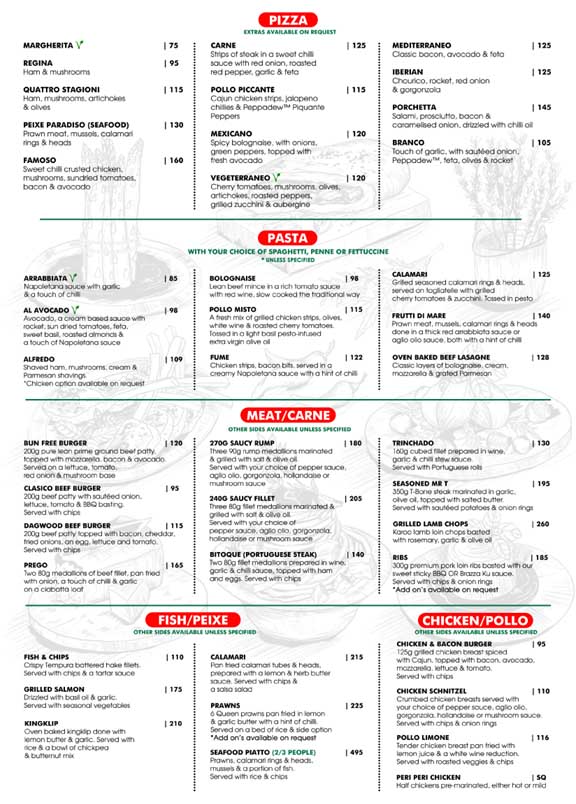 PIZZA
EXTRAS AVAILABLE ON REQUEST
MARGHERITA V | 75
REGINA | 95
Ham & mushrooms
QUATTRO STAGIONI | 115
Ham, mushrooms, artichokes
& olives
PEIXE PARADISO (SEAFOOD) | 130
Prawn meat, mussols, calamari
rings & heads
FAMOSO | 160
Sweet chilli crusted chicken,
mushrooms, sundried tomatoes,
bacon & avocado
CARNE | 125
Strips of steak in a sweet chilli
sauce with red onion, roasted
red pepper, garlic & feta
POLLO PICCANTE | 115
Cajun chicken strips, jalapeno
chillies & Peppadew™ Piquante
Peppers
MEXICANO | 120
Spicy bolognaise, with onions,
green peppers, topped with
fresh avocado
VEGETERRANEO V | 120
Cherry tomatoes, mushrooms, olives,
artichokes, roasted peppers,
grilled zucchini & aubergine
MEDITERRANEO | 125
Classic bacon, avocado & feta
IBERIAN | 125
Chourico, rocket, red onion
& gorgonzola
PORCHETTA | 145
Salami, prosciutto, bacon &
caramelised onion, drizzled with chilli oil
BRANCO | 105
Touch of garlic, with sautéed onion,
Peppadew™, feta, olives & rocket
PASTA
WITH YOUR CHOICE OF SPAGHETTI, PENNE OR FETTUCCINE
*UNLESS SPECIFIED
ARRABBIATA V | 85
Napoletana sauce with garlic
& a touch of chilli
AL AVOCADO V | 98
Avocado, a cream based sauce with
rocket, sun dried tomatoes, feta,
sweet basil, roasted almonds &
a touch of Napoletana sauce
ALFREDO | 109
Shaved ham, mushrooms, cream &
Parmesan shavings.
*Chicken option available on request
BOLOGNAISE | 98
Lean beef mince in a rich tomato sauce
with red wine, slow cooked the traditional way
POLLO MISTO | 115
A fresh mix of grilled chicken strips, olives,
white wine & roasted cherry tomatoes.
Tossed in a light basil pesto-infused
extra virgin olive oil
FUME | 122
Chicken strips, bacon bits, served in a
creamy Napoletana sauce with a hint of chilli
CALAMARI | 125
Grilled seasoned calamari rings & heads,
served on tagliatelle with grilled
cherry tomatoes & zucchini. Tossed in pesto
FRUTTI DI MARE | 140
Prawn meat, mussels, calamari rings & heads
done in a thick red arrabbiata sauce or
aglio olio sauce, both with a hint of chilli
OVEN BAKED BEEF LASAGNE | 128
Classic layers of bolognaise, cream,
mozzarella & grated Parmesan
MEAT/CARNE
OTHER SIDES AVAILABLE UNLESS SPECIFIED
BUN FREE BURGER | 120
200g pure lean prime ground beef patty,
topped with mozzarella, bacon & avocado.
Served on a lettuce, tomato,
red onion & mushroom base
CLASICO BEEF BURGER | 95
200g beef patty with sautéed onion,
lettuce, tomato & BBQ basting.
Served with chips
DAGWOOD BEEF BURGER | 115
200g beef patty topped with bacon, cheddar,
fried onions, an egg, lettuce and tomato.
Served with chips
PREGO | 165
Two 80g medallions of beef fillet, pan fried
with onion, a touch of chilli & garlic
on a ciabatta loaf
270G SAUCY RUMP | 180
Three 90g rump medallions marinated
& grilled with salt & olive oil.
Served with your choice of pepper sauce,
aglio olio, gorgonzola, hollandaise or
mushroom sauce
240G SAUCY FILLET | 205
Three 80g fillet medallions marinated &
grilled with salt & olive oil.
Served with your choice of
pepper sauce, aglio olio, gorgonzola,
hollandaise or mushroom sauce
BITOQUE (PORTUGUESE STEAK) | 140
Two 80g fillet medallions prepared in wine,
garlic & chilli sauce, topped with ham
and eggs. Served with chips
TRINCHADO | 130
160g cubed fillet prepared in wine,
garlic & chilli stew sauce.
Served with Portuguese rolls
SEASONED MR T | 195
350g T-Bone steak marinated in garlic,
olive oil, topped with salted butter.
Served with sautéed potatoes & onion rings
GRILLED LAMB CHOPS | 260
Karoo lamb loin chops basted
with rosemary, garlic & olive oil
RIBS | 185
300g premium pork loin ribs basted with our
sweet sticky BBQ OR Brazza Ku sauce.
Served with chips & onion rings
*Add on's available on request
FISH/PEIXE
OTHER SIDES AVAILABLE UNLESS SPECIFIED
FISH & CHIPS | 110
Crispy Tempura battered hake fillets.
Served with chips & a tartar sauce
GRILLED SALMON | 175
Drizzled with basil oil & garlic.
Served with seasonal vegetables
KINGKLIP | 210
Oven baked kingklip done with
lemon butter & garlic. Served with
rice & a bowl of chickpea
& butternut mix
CALAMARI | 215
Pan fried calamari tubes & heads,
prepared with a lemon & herb butter
sauce. Served with chips &
a salsa salad
PRAWNS | 225
6 Queen prawns pan fried in lemon
& garlic butter with a hint of chilli.
Served on a bed of rice & side option
*Add on's available on request
SEAFOOD PIATTO (2/3 PEOPLE) | 495
Prawns, calamari rings & heads,
mussels & a portion of fish.
Served with rice & chips
CHICKEN/POLLO
OTHER SIDES AVAILABLE UNLESS SPECIFIED
CHICKEN & BACON BURGER | 95
125g grilled chicken breast spiced
with Cajun, topped with bacon, avocado,
mozzarella, lettuce & tomato.
Served with chips
CHICKEN SCHNITZEL | 110
Crumbed chicken breasts served with
your choice of pepper sauce, aglio olio,
gorgonzola, hollandaise or mushroom sauce.
Served with chips & onion rings
POLLO LIMONE | 116
Tender chicken breast pan fried with
lemon juice & a white wine reduction.
Served with roasted veggies & chips
PERI PERI CHICKEN | SQ
Half chickens pre-marinated, either hot or mild